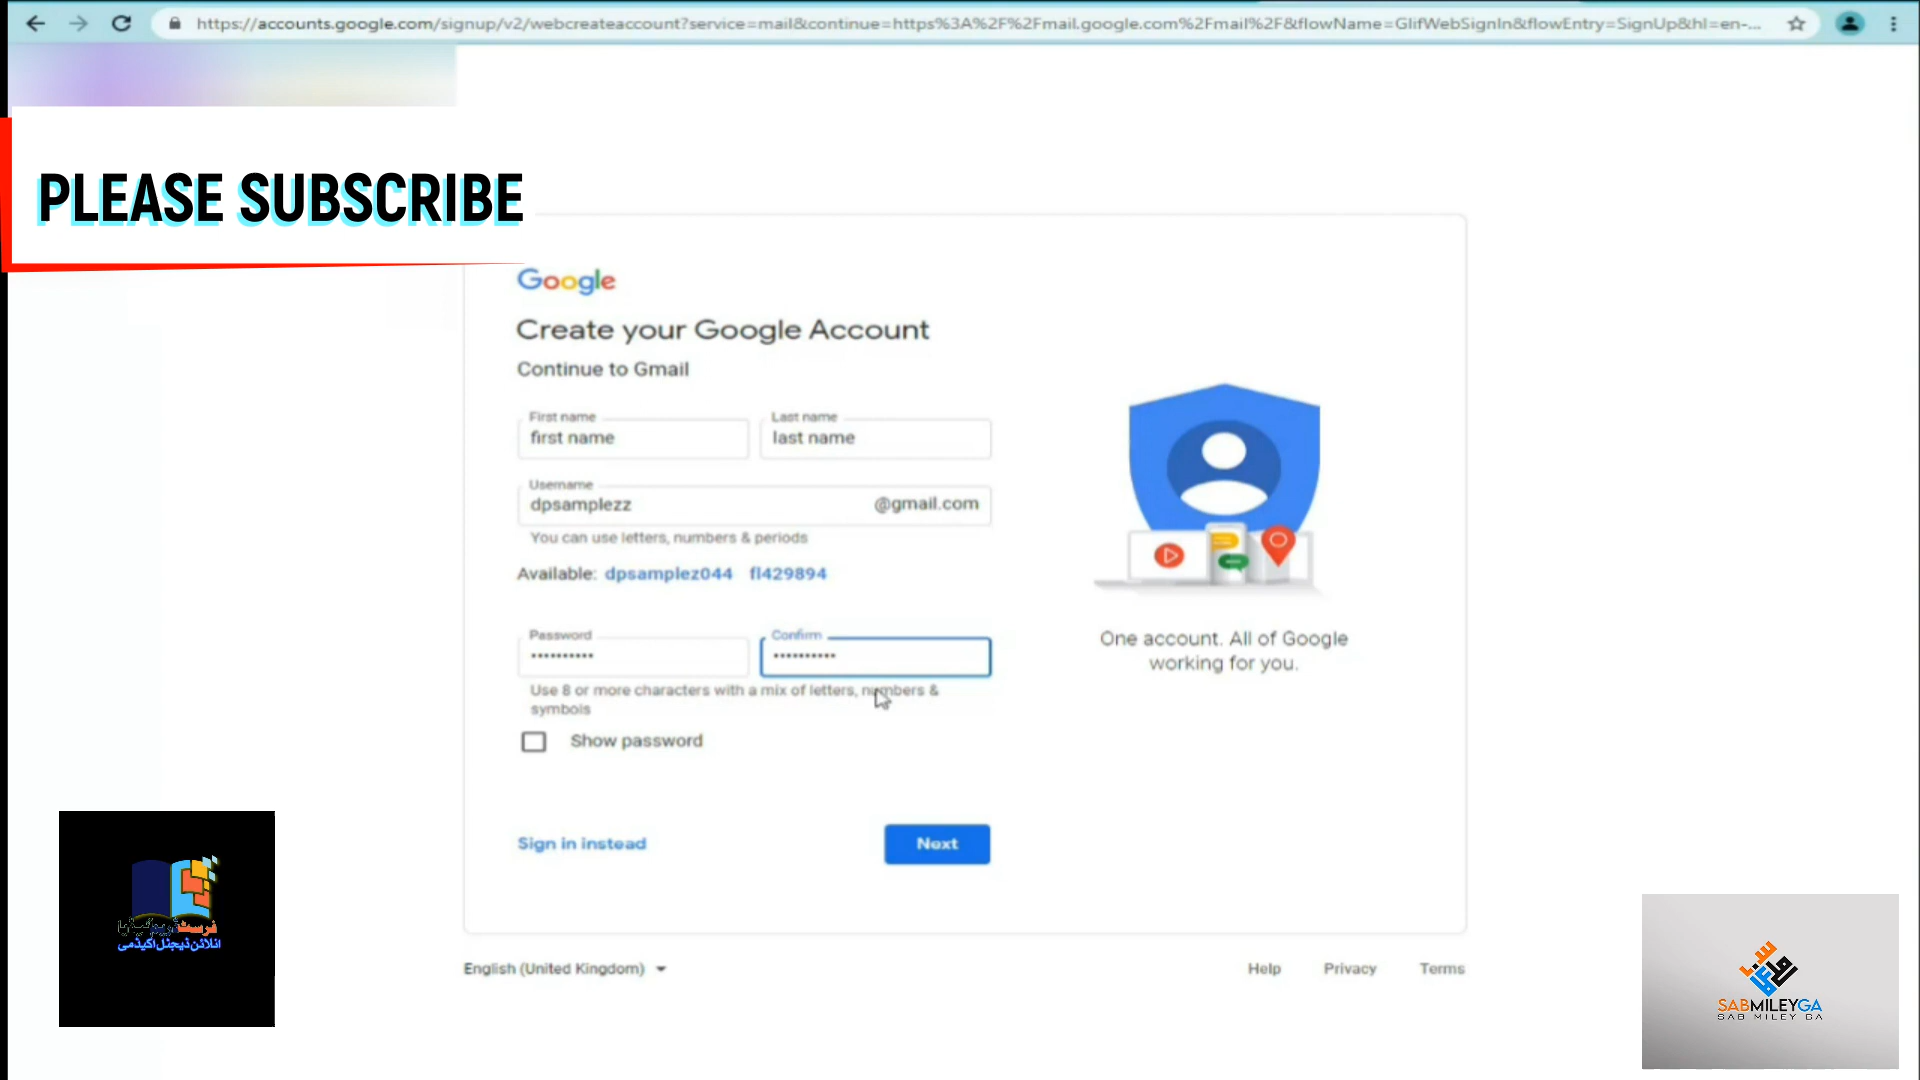 https://accounts.google.com/signup/v2/webcreateaccount?service=mail&continue=https%3A%2F%2Fmail.google.com%2Fmail%2F&flowName=GlifWebSignIn&flowEntry=SignUp&hl=en-...
PLEASE SUBSCRIBE
Google
Create your Google Account
Continue to Gmail
First name
Last name
first name
last name
Username
dpsamplezz
@gmail.com
You can use letters, numbers & periods
Available: dpsamplez044 fl429894
Password
Confirm
••••••••••
••••••••••
Use 8 or more characters with a mix of letters, numbers &
symbols
Show password
Sign in instead
Next
One account. All of Google
working for you.
English (United Kingdom)
Help
Privacy
Terms
فرسٹ
انلائن ڈیجٹل اکیڈمی
SABMILEYGA
SAB MILEY GA